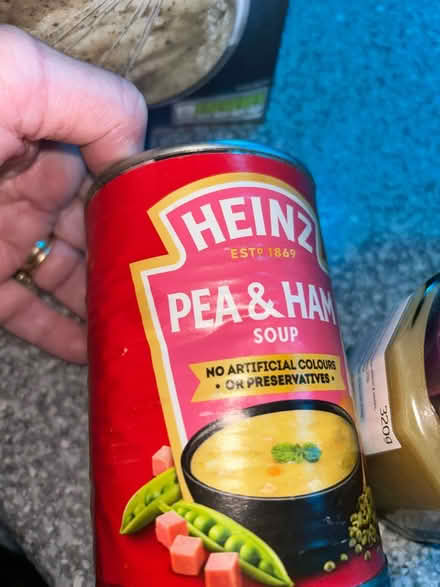 HEINZ
ESTD 1869
PEA & HAM
SOUP
NO ARTIFICIAL COLOURS
• OR PRESERVATIVES •
320g